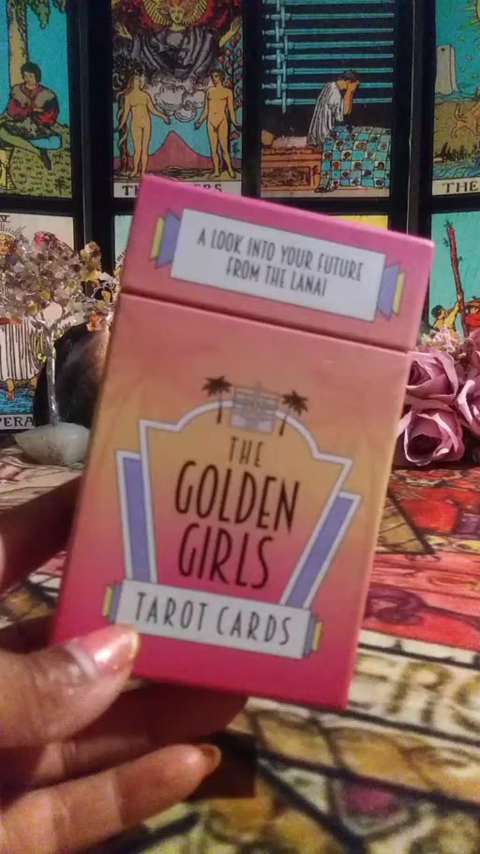 A LOOK INTO YOUR FUTURE
FROM THE LANAI
THE
GOLDEN
GIRLS
TAROT CARDS